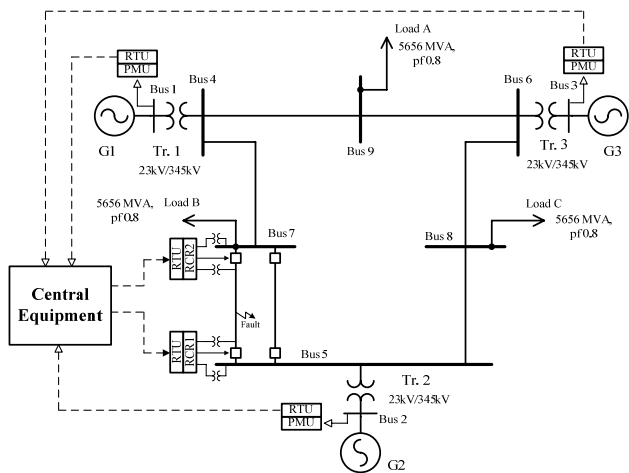 Load A
5656 MVA,
pf 0.8
RTU
PMU
Bus 1
Bus 4
Bus 6
Bus 3
RTU
PMU
G1
Tr. 1
23kV/345kV
Bus 9
Tr. 3
23kV/345kV
G3
5656 MVA,
pf 0.8
Load B
Bus 7
Bus 8
Load C
5656 MVA,
pf 0.8
RTU
RCR2
Central
Equipment
Fault
RTU
RCR1
Bus 5
Tr. 2
23kV/345kV
RTU
PMU
Bus 2
G2